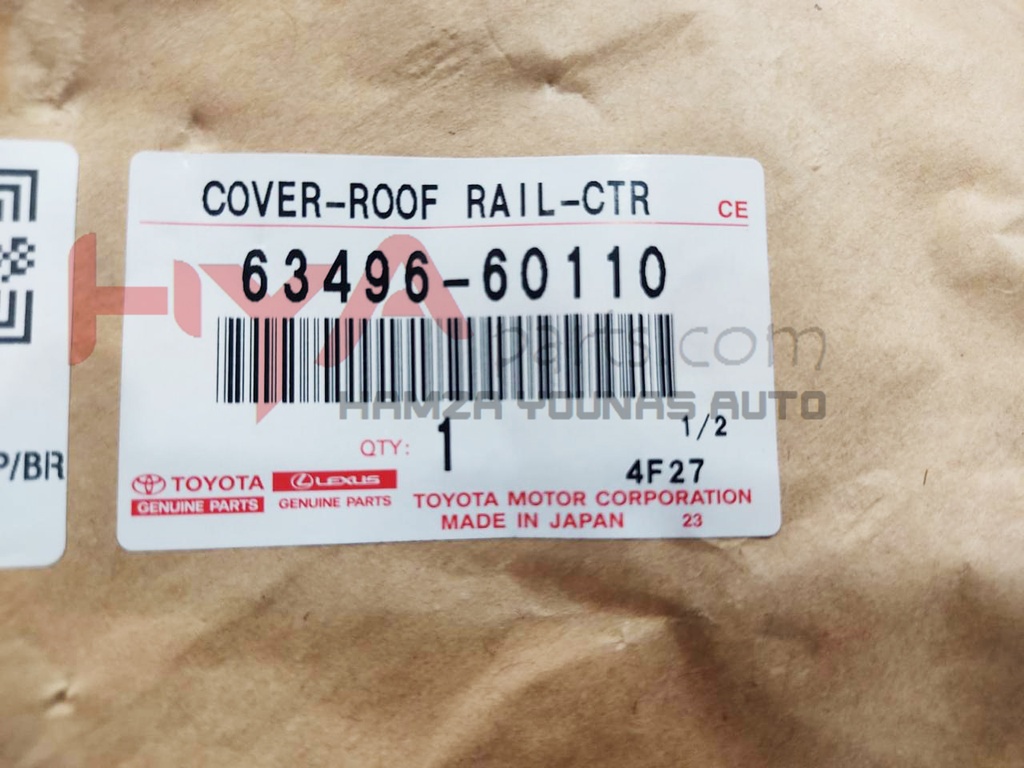 COVER-ROOF RAIL-CTR
CE
63496-60110
HYA parts.com
HAMZA YOUNAS AUTO
QTY: 1
1/2
4F27
P/BR
TOYOTA
GENUINE PARTS
LEXUS
GENUINE PARTS
TOYOTA MOTOR CORPORATION
MADE IN JAPAN 23